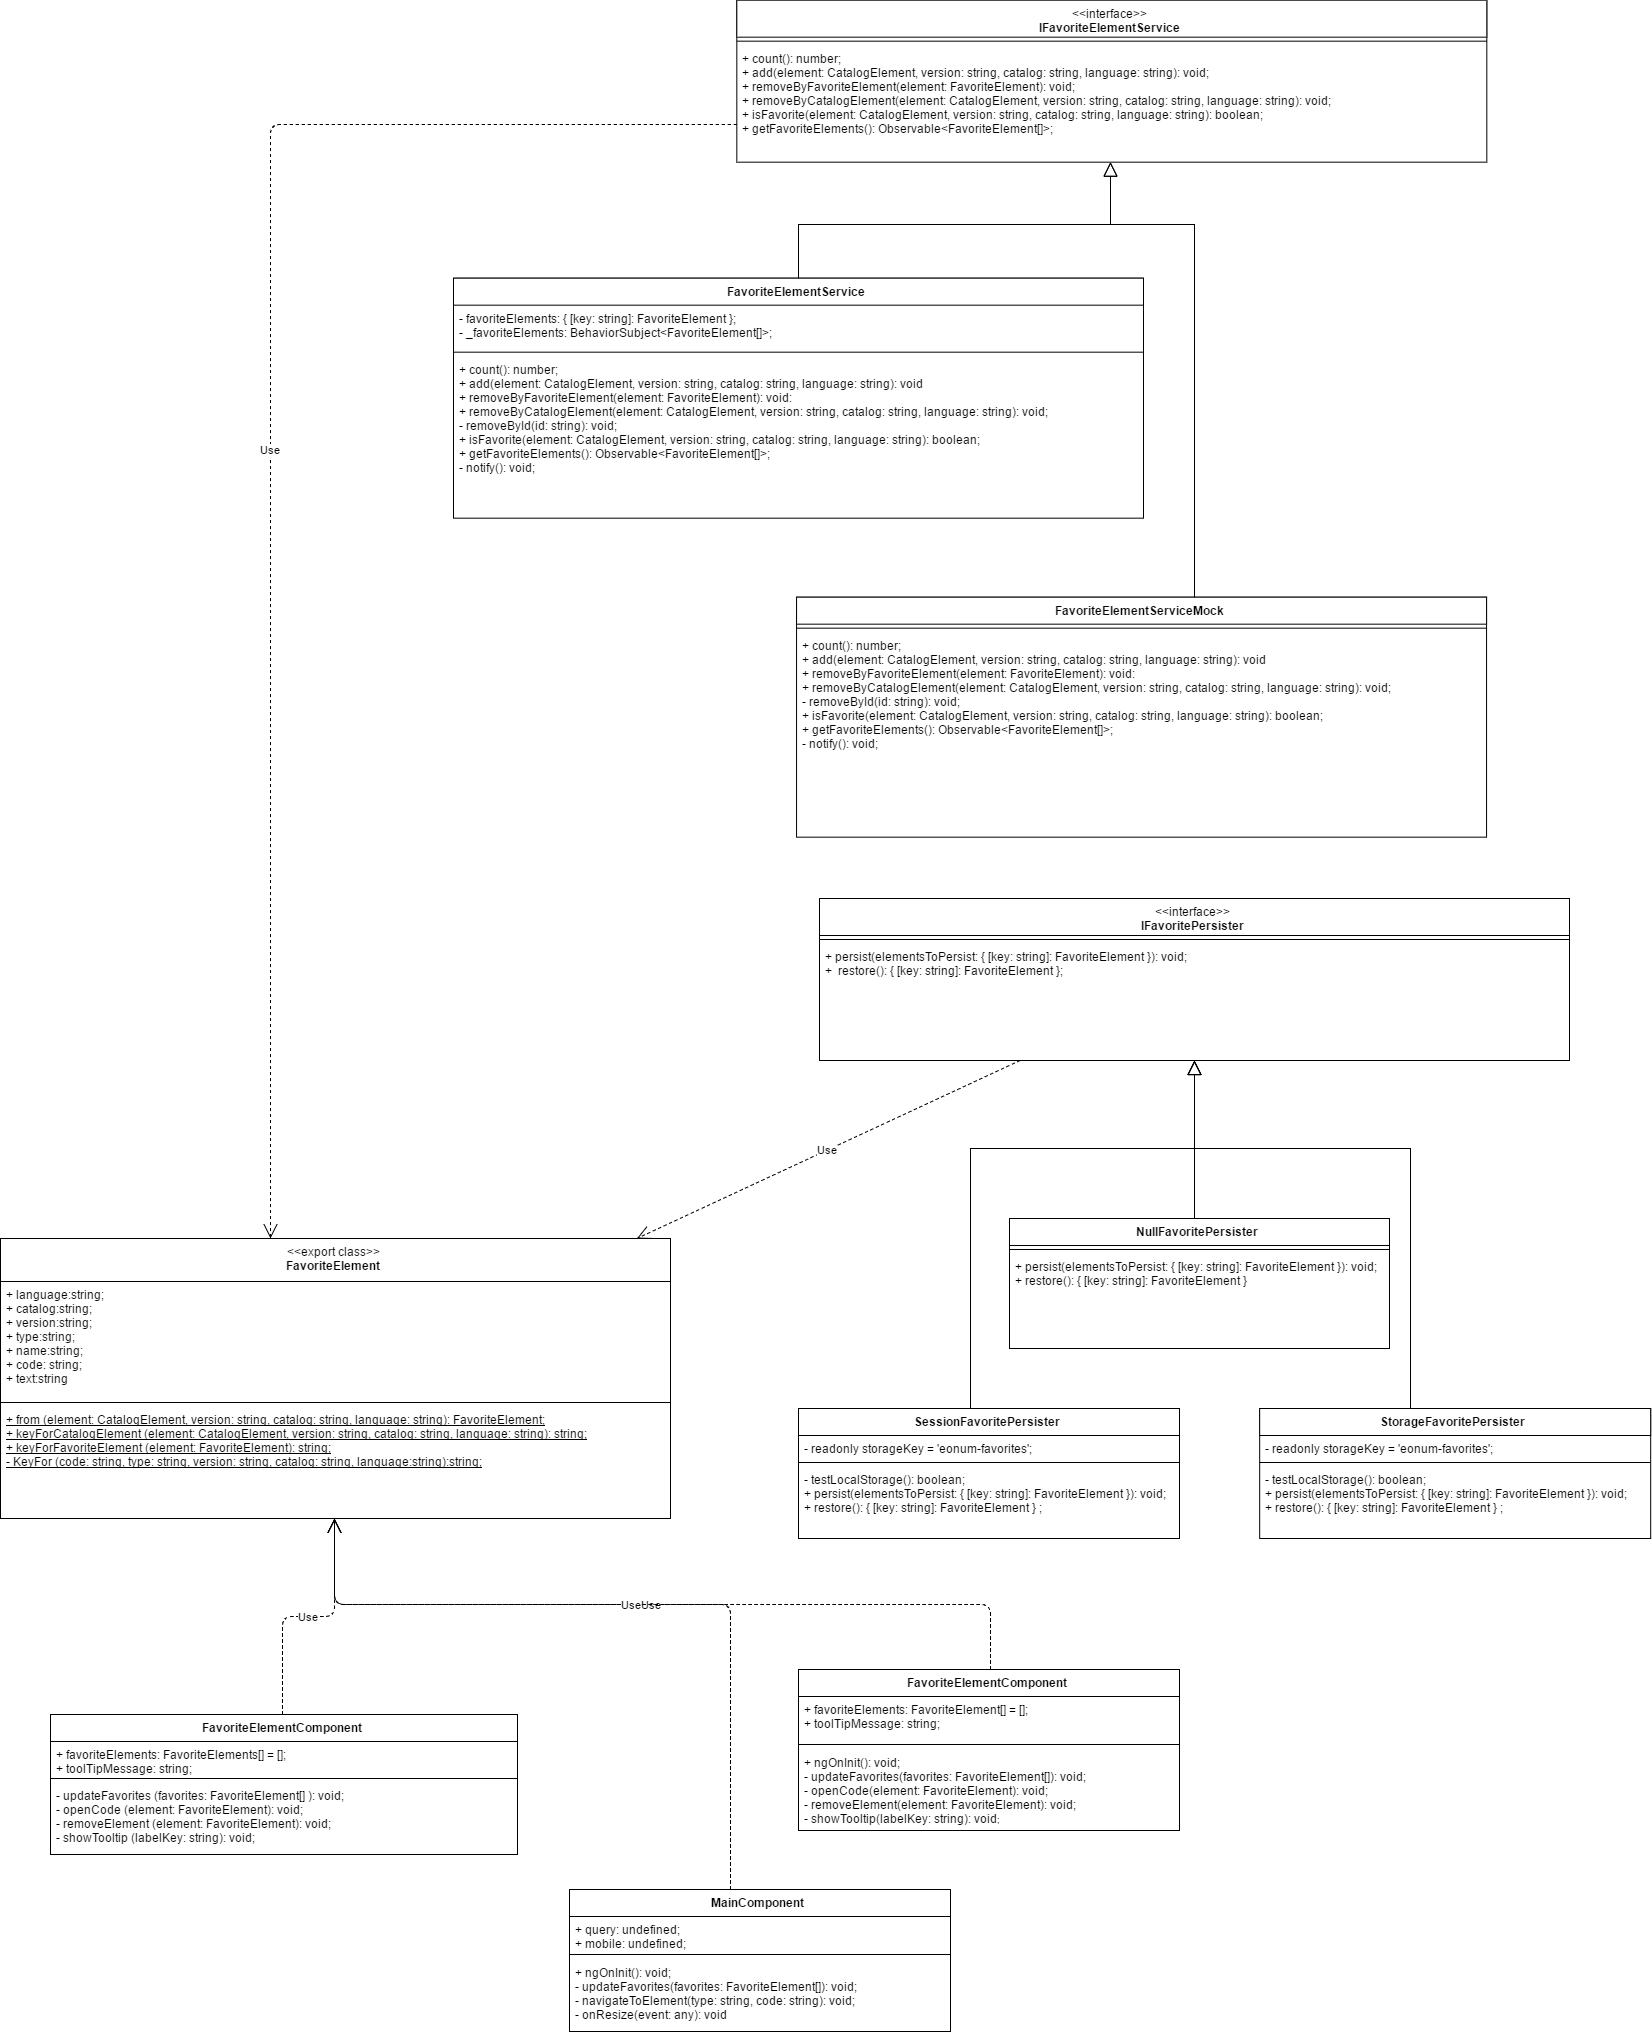 <<interface>>
IFavoriteElementService
+ count(): number;
+ add(element: CatalogElement, version: string, catalog: string, language: string): void;
+ removeByFavoriteElement(element: FavoriteElement): void;
+ removeByCatalogElement(element: CatalogElement, version: string, catalog: string, language: string): void;
+ isFavorite(element: CatalogElement, version: string, catalog: string, language: string): boolean;
+ getFavoriteElements(): Observable<FavoriteElement[]>;
FavoriteElementService
- favoriteElements: { [key: string]: FavoriteElement };
- _favoriteElements: BehaviorSubject<FavoriteElement[]>;
+ count(): number;
+ add(element: CatalogElement, version: string, catalog: string, language: string): void
+ removeByFavoriteElement(element: FavoriteElement): void:
+ removeByCatalogElement(element: CatalogElement, version: string, catalog: string, language: string): void;
- removeById(id: string): void;
+ isFavorite(element: CatalogElement, version: string, catalog: string, language: string): boolean;
+ getFavoriteElements(): Observable<FavoriteElement[]>;
- notify(): void;
Use
FavoriteElementServiceMock
+ count(): number;
+ add(element: CatalogElement, version: string, catalog: string, language: string): void
+ removeByFavoriteElement(element: FavoriteElement): void:
+ removeByCatalogElement(element: CatalogElement, version: string, catalog: string, language: string): void;
- removeById(id: string): void;
+ isFavorite(element: CatalogElement, version: string, catalog: string, language: string): boolean;
+ getFavoriteElements(): Observable<FavoriteElement[]>;
- notify(): void;
<<interface>>
IFavoritePersister
+ persist(elementsToPersist: { [key: string]: FavoriteElement }): void;
+ restore(): { [key: string]: FavoriteElement };
Use
NullFavoritePersister
+ persist(elementsToPersist: { [key: string]: FavoriteElement }): void;
+ restore(): { [key: string]: FavoriteElement }
<<export class>>
FavoriteElement
+ language:string;
+ catalog:string;
+ version:string;
+ type:string;
+ name:string;
+ code: string;
+ text:string
+ from (element: CatalogElement, version: string, catalog: string, language: string): FavoriteElement;
+ keyForCatalogElement (element: CatalogElement, version: string, catalog: string, language: string): string;
+ keyForFavoriteElement (element: FavoriteElement): string;
- KeyFor (code: string, type: string, version: string, catalog: string, language:string):string;
SessionFavoritePersister
- readonly storageKey = 'eonum-favorites';
- testLocalStorage(): boolean;
+ persist(elementsToPersist: { [key: string]: FavoriteElement }): void;
+ restore(): { [key: string]: FavoriteElement } ;
StorageFavoritePersister
- readonly storageKey = 'eonum-favorites';
- testLocalStorage(): boolean;
+ persist(elementsToPersist: { [key: string]: FavoriteElement }): void;
+ restore(): { [key: string]: FavoriteElement } ;
Use
UseUse
FavoriteElementComponent
+ favoriteElements: FavoriteElements[] = [];
+ toolTipMessage: string;
- updateFavorites (favorites: FavoriteElement[] ): void;
- openCode (element: FavoriteElement): void;
- removeElement (element: FavoriteElement): void;
- showTooltip (labelKey: string): void;
FavoriteElementComponent
+ favoriteElements: FavoriteElement[] = [];
+ toolTipMessage: string;
+ ngOnInit(): void;
- updateFavorites(favorites: FavoriteElement[]): void;
- openCode(element: FavoriteElement): void;
- removeElement(element: FavoriteElement): void;
- showTooltip(labelKey: string): void;
MainComponent
+ query: undefined;
+ mobile: undefined;
+ ngOnInit(): void;
- updateFavorites(favorites: FavoriteElement[]): void;
- navigateToElement(type: string, code: string): void;
- onResize(event: any): void